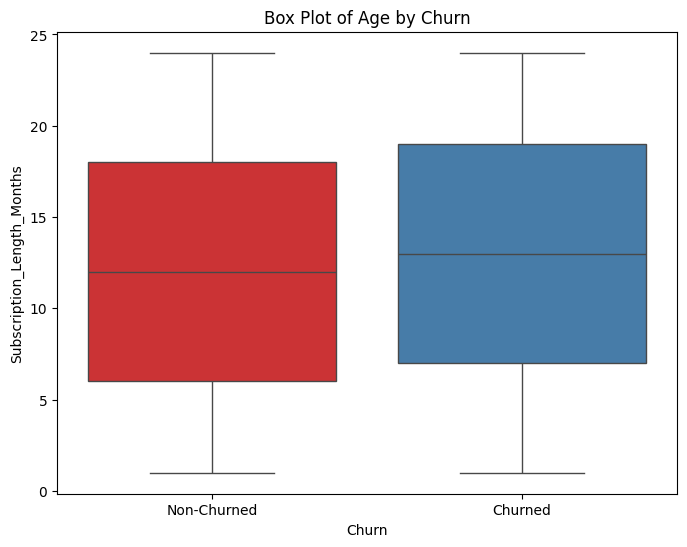 Box Plot of Age by Churn
Subscription_Length_Months
25
20
15
10
5
0
Non-Churned
Churned
Churn